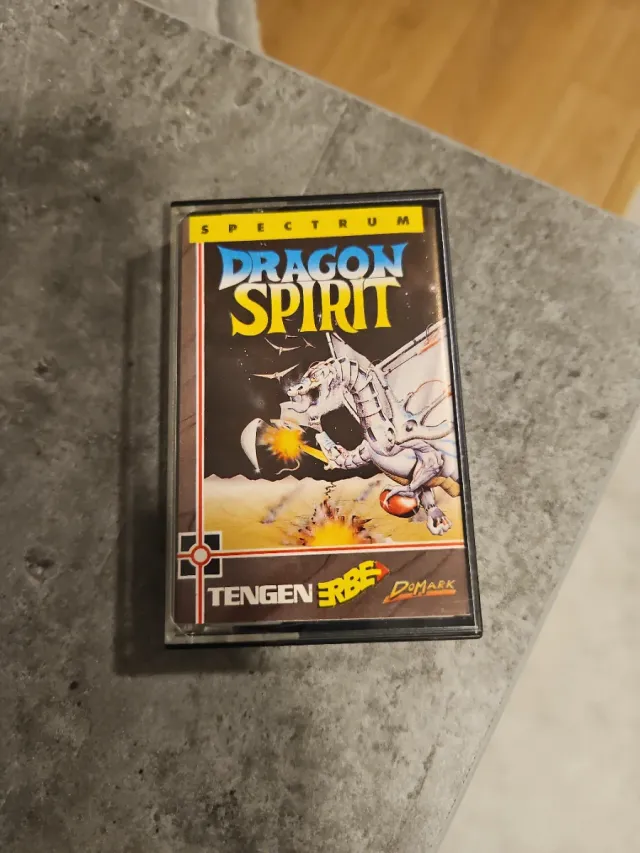 SPECTRUM
DRAGON
SPIRIT
TENGEN ERBE DOMARK